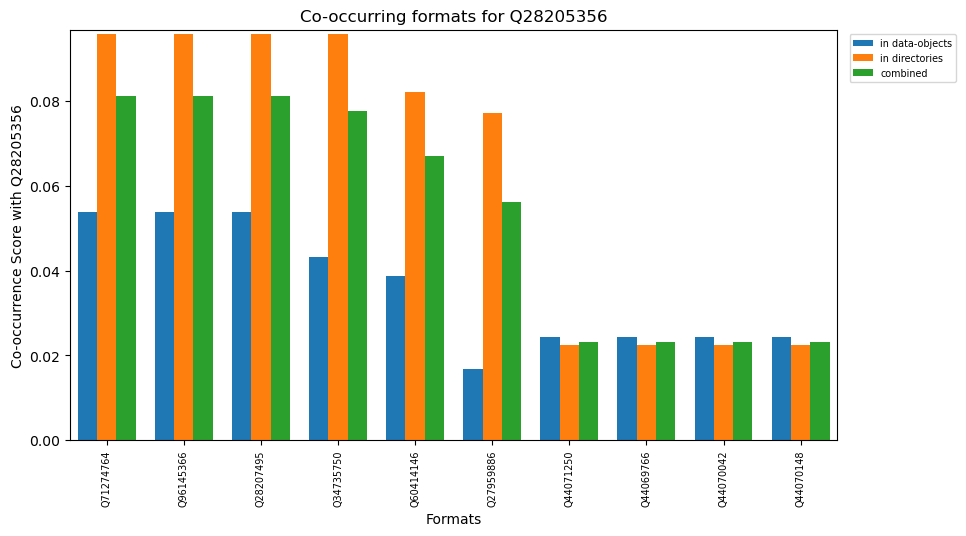 Co-occurring formats for Q28205356
in data-objects
in directories
combined
Co-occurrence Score with Q28205356
0.08
0.06
0.04
0.02
0.00
Q71274764
Q96145366
Q28207495
Q34735750
Q60414146
Q27959886
Q44071250
Q44069766
Q44070042
Q44070148
Formats